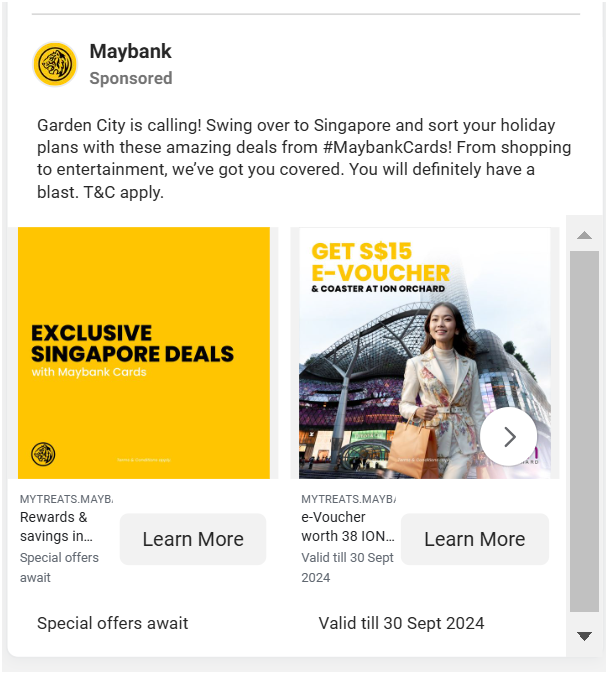 Maybank
Sponsored
Garden City is calling! Swing over to Singapore and sort your holiday
plans with these amazing deals from #MaybankCards! From shopping
to entertainment, we’ve got you covered. You will definitely have a
blast. T&C apply.
EXCLUSIVE
SINGAPORE DEALS
with Maybank Cards
Terms & Conditions apply.
GET S$15
E-VOUCHER
& COASTER AT ION ORCHARD
MYTREATS.MAYB
Rewards &
savings in…
Special offers
await
Learn More
Special offers await
MYTREATS.MAYB
e-Voucher
worth 38 ION…
Valid till 30 Sept
2024
Learn More
Valid till 30 Sept 2024